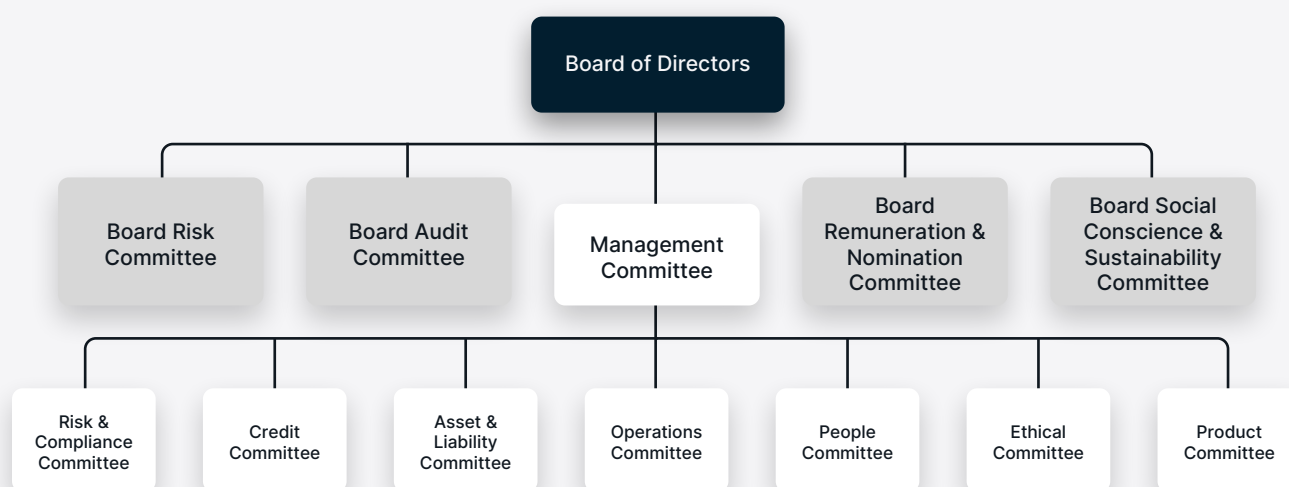 Board of Directors
Board Risk
Committee
Board Audit
Committee
Management
Committee
Board
Remuneration &
Nomination
Committee
Board Social
Conscience &
Sustainability
Committee
Risk &
Compliance
Committee
Credit
Committee
Asset &
Liability
Committee
Operations
Committee
People
Committee
Ethical
Committee
Product
Committee